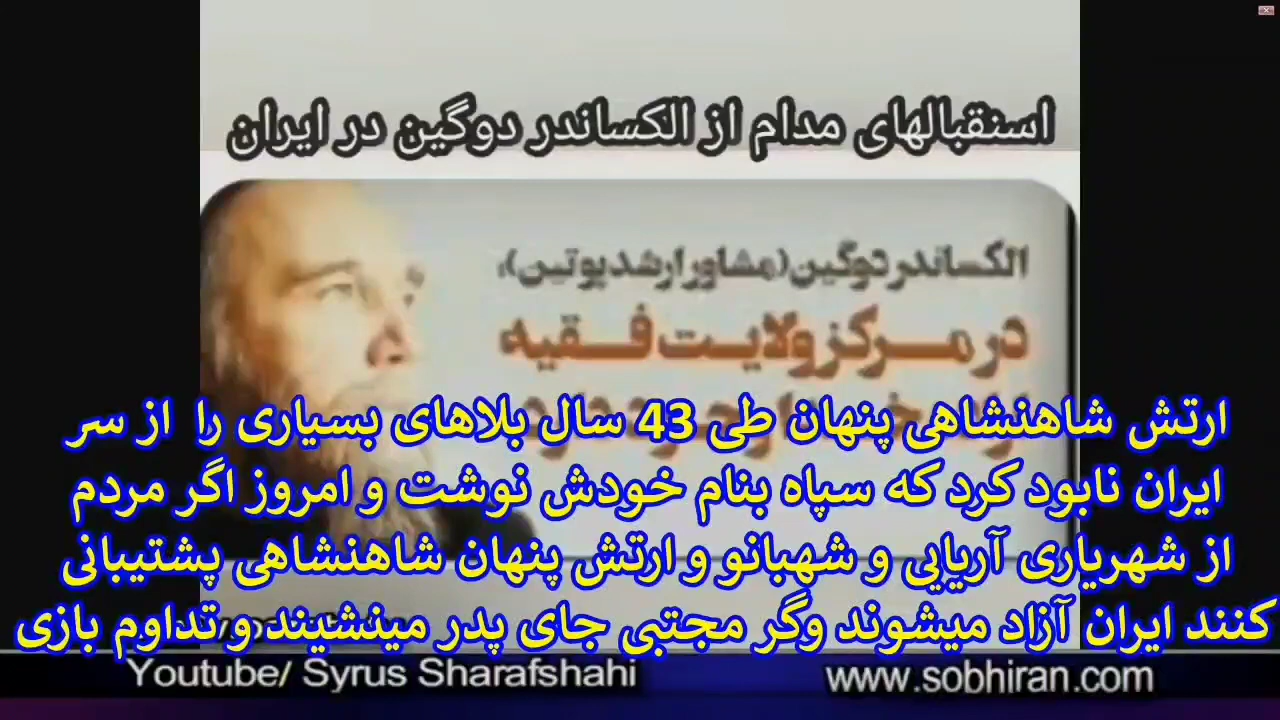 اسنقبالهای مدام از الکساندر دوگین در ایران
الکساندر دوگین (مشاور ارشد پوتین)؛
در مرکز ولایت فقیه
ارتش شاهنشاهی پنهان طی 43 سال بلاهای بسیاری را از سر
ایران نابود کرد که سپاه بنام خودش نوشت و امروز اگر مردم
از شهریاری آریایی و شهبانو و ارتش پنهان شاهنشاهی پشتیبانی
کنند ایران آزاد میشوند وگر مجتبی جای پدر مینشیند و تداوم بازی
Youtube/ Syrus Sharafshahi
www.sobhiran.com